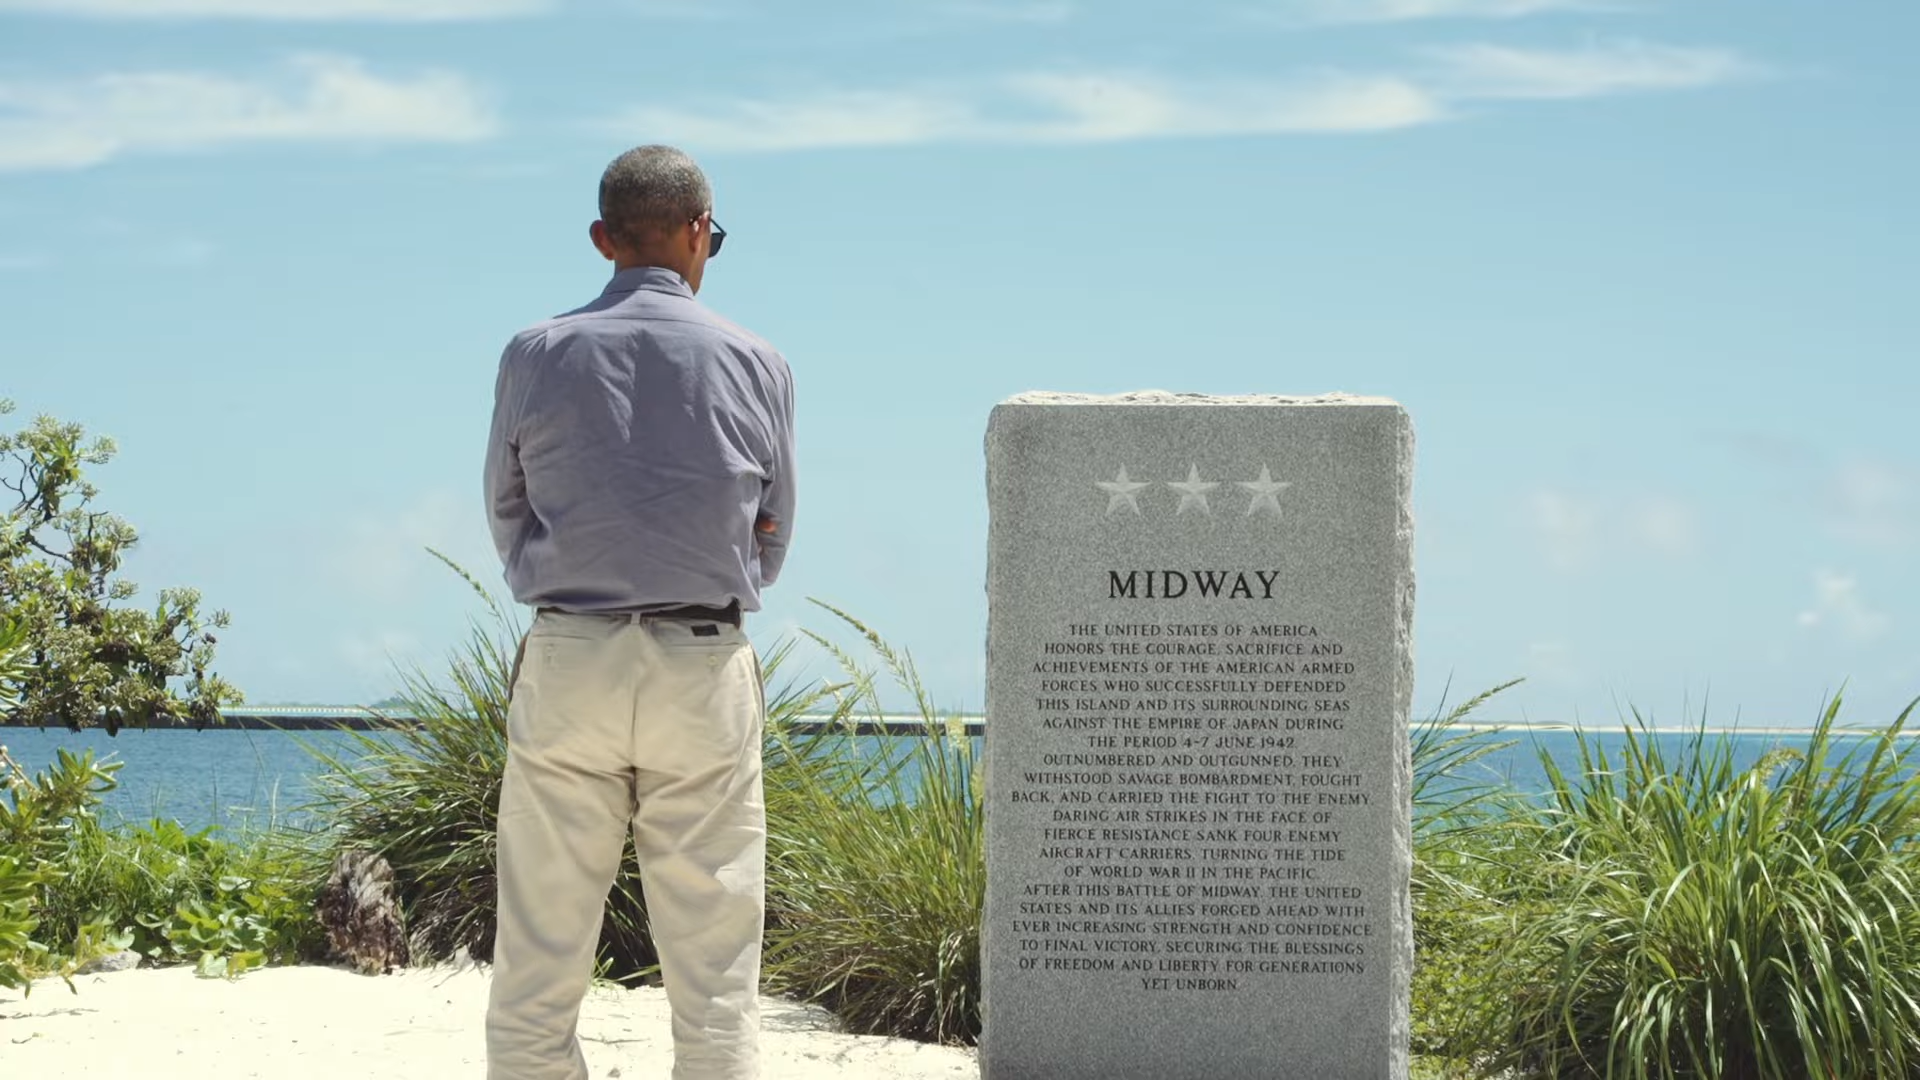 MIDWAY
THE UNITED STATES OF AMERICA
HONORS THE COURAGE, SACRIFICE AND
ACHIEVEMENTS OF THE AMERICAN ARMED
FORCES WHO SUCCESSFULLY DEFENDED
THIS ISLAND AND ITS SURROUNDING SEAS
AGAINST THE EMPIRE OF JAPAN DURING
THE PERIOD 4-7 JUNE 1942.
OUTNUMBERED AND OUTGUNNED, THEY
WITHSTOOD SAVAGE BOMBARDMENT, FOUGHT
BACK, AND CARRIED THE FIGHT TO THE ENEMY.
DARING AIR STRIKES IN THE FACE OF
FIERCE RESISTANCE SANK FOUR ENEMY
AIRCRAFT CARRIERS, TURNING THE TIDE
OF WORLD WAR II IN THE PACIFIC.
AFTER THIS BATTLE OF MIDWAY, THE UNITED
STATES AND ITS ALLIES FORGED AHEAD WITH
EVER INCREASING STRENGTH AND CONFIDENCE
TO FINAL VICTORY, SECURING THE BLESSINGS
OF FREEDOM AND LIBERTY FOR GENERATIONS
YET UNBORN.